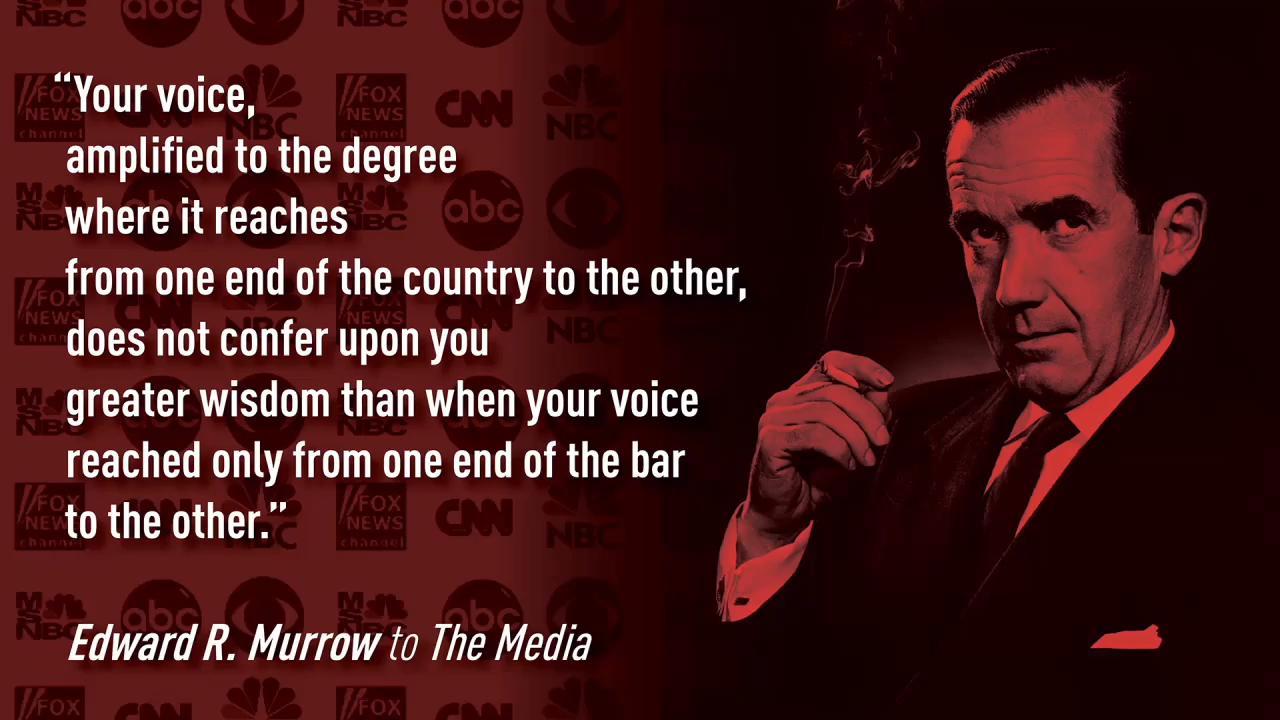 “Your voice,
amplified to the degree
where it reaches
from one end of the country to the other,
does not confer upon you
greater wisdom than when your voice
reached only from one end of the bar
to the other.”
Edward R. Murrow to The Media